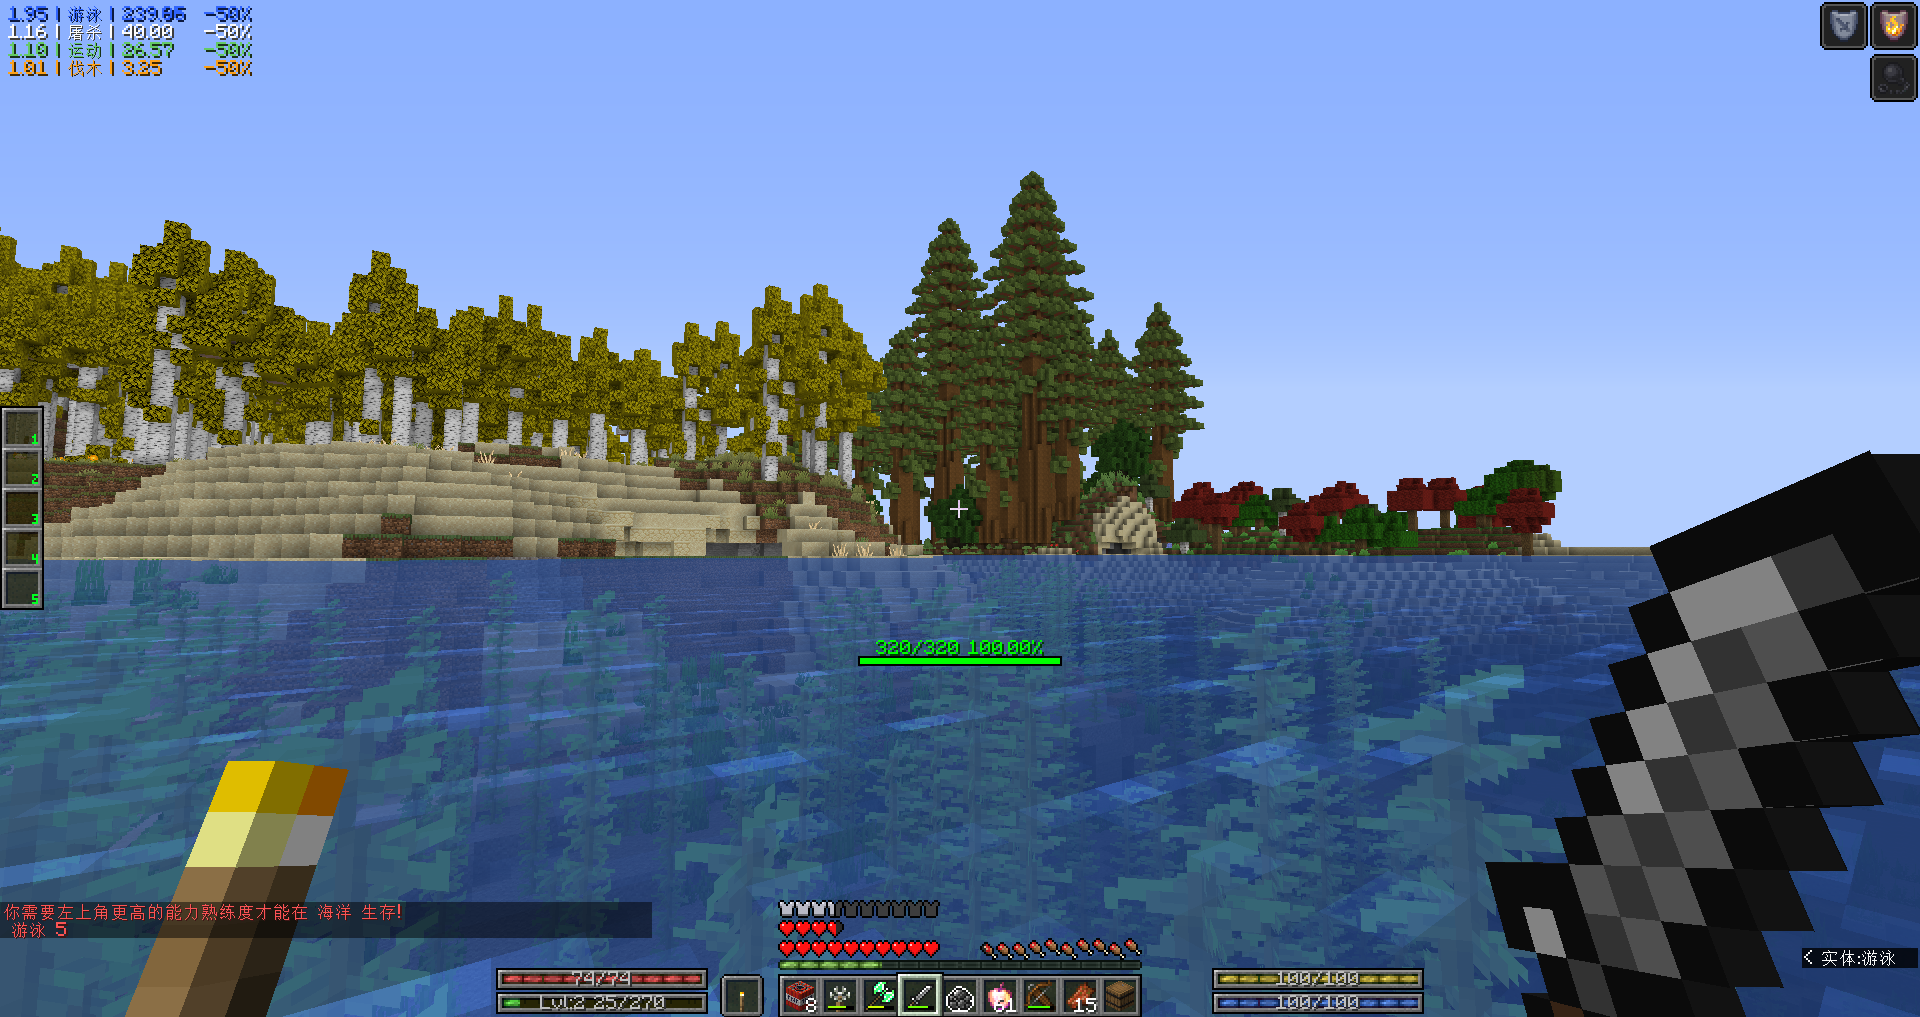 1.95 | 游泳 | 239.06 -50%
1.16 | 屠杀 | 40.00 -50%
1.10 | 运动 | 26.57 -50%
1.01 | 伐木 | 3.25 -50%
1
2
3
4
5
320/320 100.00%
你需要左上角更高的能力熟练度才能在 海洋 生存!
游泳 5
< 实体:游泳
74/74
100/100
Lvl:2 25/270
100/100
8
61
15